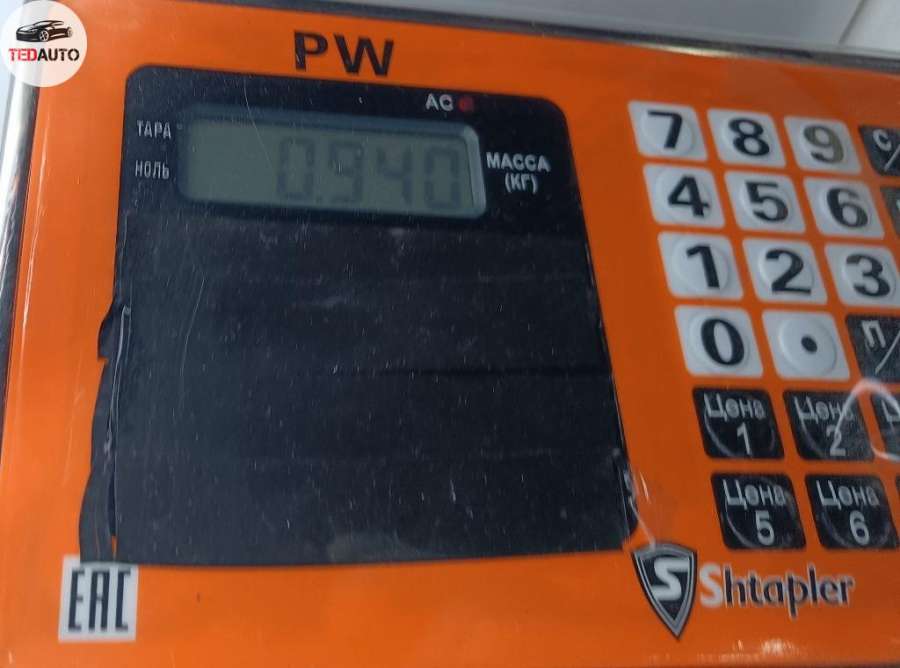 TEDAUTO
PW
AC
ТАРА
НОЛЬ
0.940
МАССА
(КГ)
7 8 9 C/
4 5 6
1 2 3
0 . П/
Цена 1
Цена 2
Цена 5
Цена 6
EAC
S Shtapler